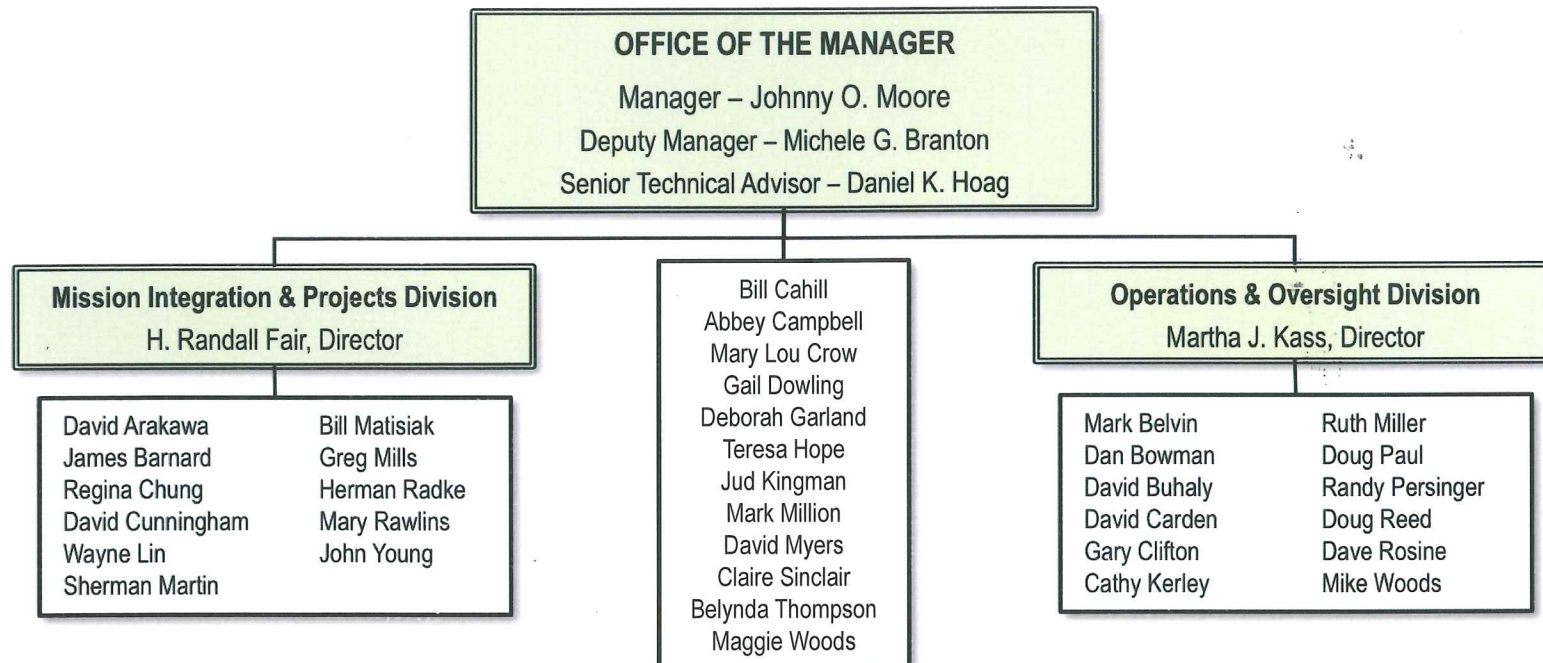 OFFICE OF THE MANAGER
Manager – Johnny O. Moore
Deputy Manager – Michele G. Branton
Senior Technical Advisor – Daniel K. Hoag
Mission Integration & Projects Division
H. Randall Fair, Director
David Arakawa
James Barnard
Regina Chung
David Cunningham
Wayne Lin
Sherman Martin
Bill Matisiak
Greg Mills
Herman Radke
Mary Rawlins
John Young
Bill Cahill
Abbey Campbell
Mary Lou Crow
Gail Dowling
Deborah Garland
Teresa Hope
Jud Kingman
Mark Million
David Myers
Claire Sinclair
Belynda Thompson
Maggie Woods
Operations & Oversight Division
Martha J. Kass, Director
Mark Belvin
Dan Bowman
David Buhaly
David Carden
Gary Clifton
Cathy Kerley
Ruth Miller
Doug Paul
Randy Persinger
Doug Reed
Dave Rosine
Mike Woods